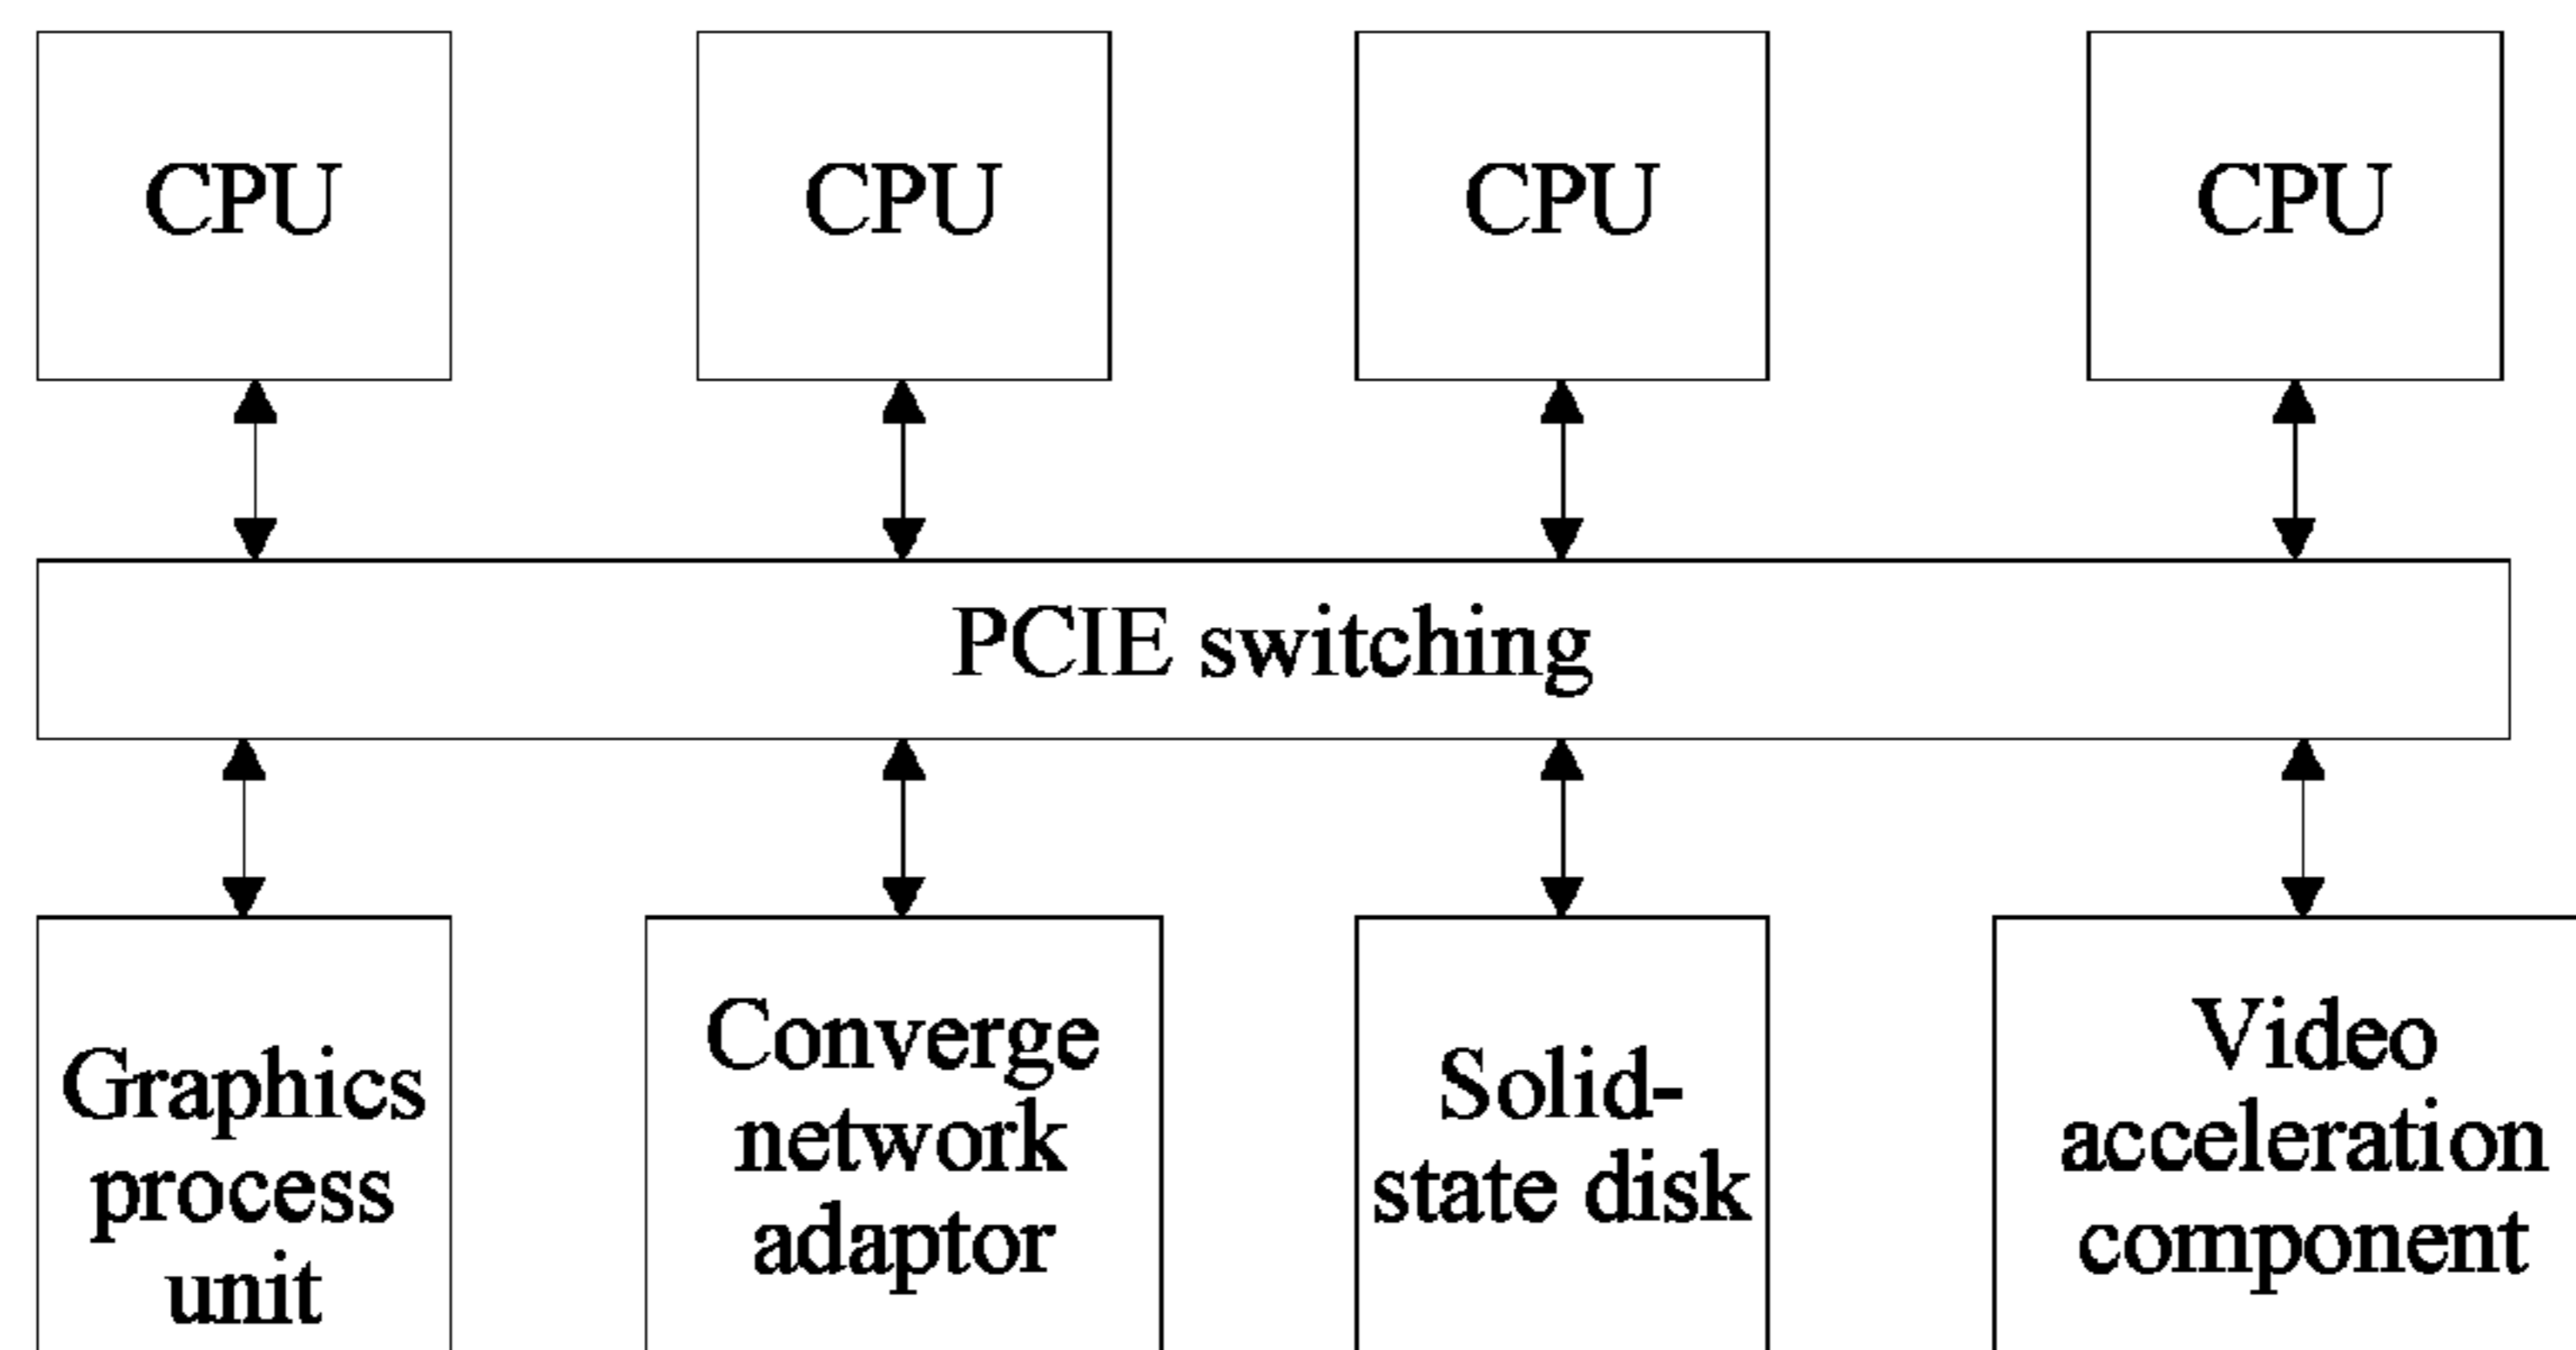 CPU
CPU
CPU
CPU
PCIE switching
Graphics
process
unit
Converge
network
adaptor
Solid-
state disk
Video
acceleration
component